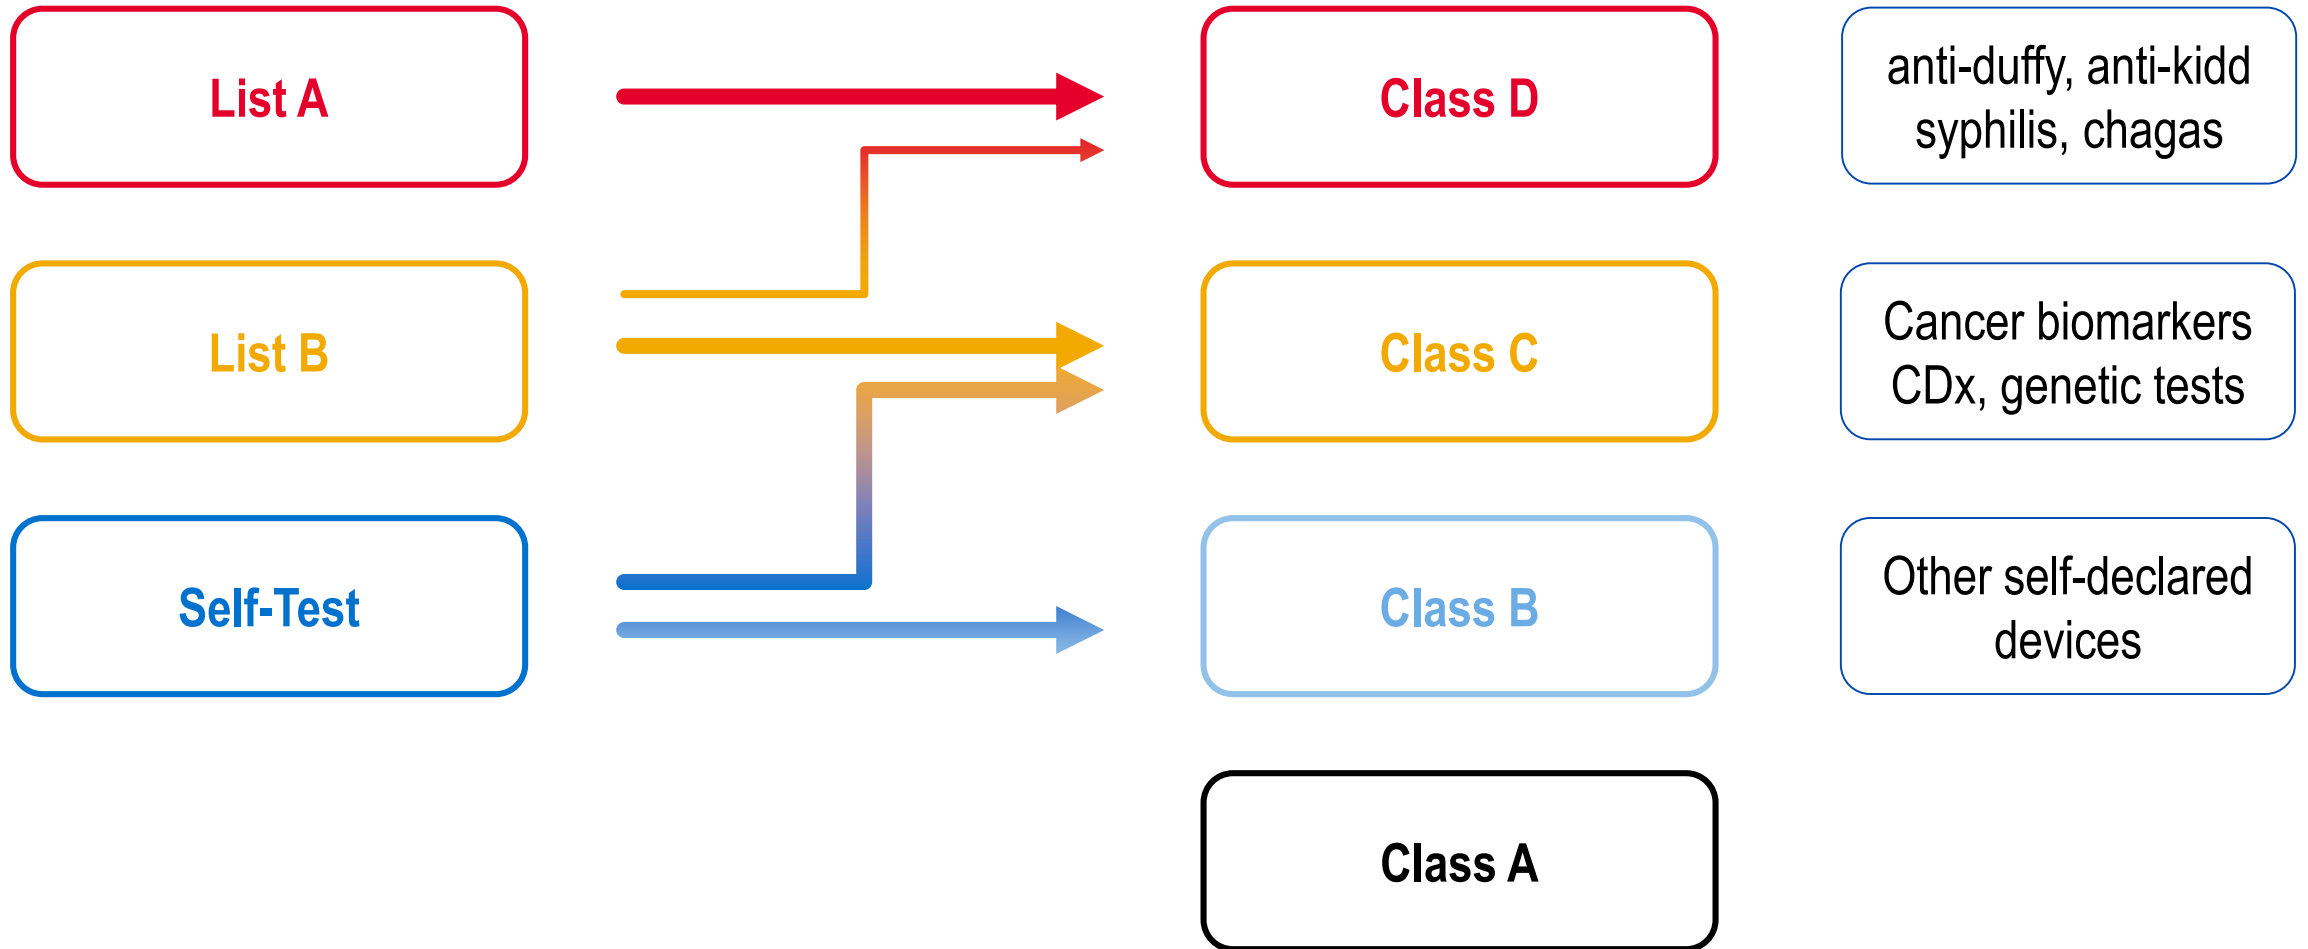 List A
Class D
anti-duffy, anti-kidd
syphilis, chagas
List B
Class C
Cancer biomarkers
CDx, genetic tests
Self-Test
Class B
Other self-declared
devices
Class A